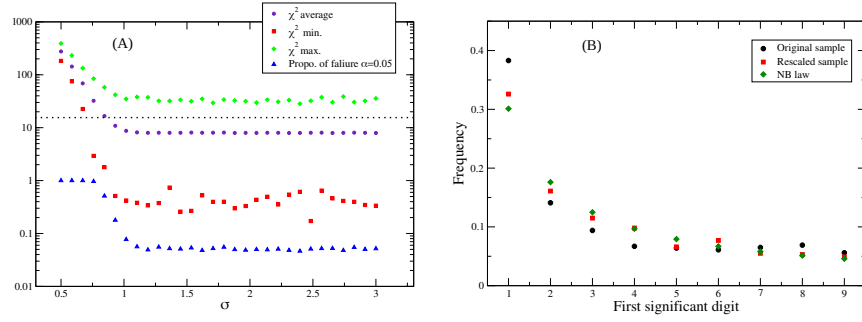 (A)
χ² average
χ² min.
χ² max.
Propo. of faliure α=0.05
1000
100
10
1
0.1
0.01
0.5
1
1.5
2
2.5
3
σ
(B)
Original sample
Rescaled sample
NB law
Frequency
0.4
0.3
0.2
0.1
0
1
2
3
4
5
6
7
8
9
First significant digit